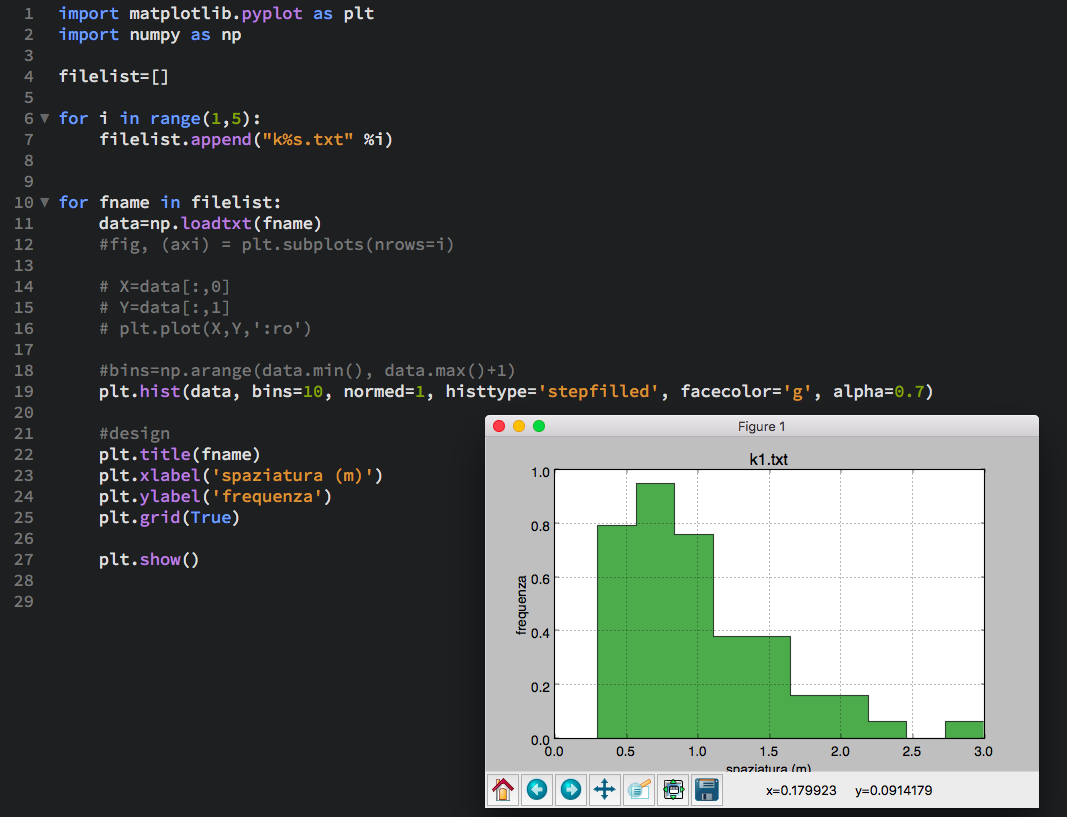 1 import matplotlib.pyplot as plt
2 import numpy as np
3
4 filelist=[]
5
6 for i in range(1,5):
7     filelist.append("k%s.txt" %i)
8
9
10 for fname in filelist:
11     data=np.loadtxt(fname)
12     #fig, (axi) = plt.subplots(nrows=i)
13
14     # X=data[:,0]
15     # Y=data[:,1]
16     # plt.plot(X,Y,':ro')
17
18     #bins=np.arange(data.min(), data.max()+1)
19     plt.hist(data, bins=10, normed=1, histtype='stepfilled', facecolor='g', alpha=0.7)
20
21     #design
22     plt.title(fname)
23     plt.xlabel('spaziatura (m)')
24     plt.ylabel('frequenza')
25     plt.grid(True)
26
27     plt.show()
28
29
Figure 1
k1.txt
1.0
0.8
0.6
0.4
0.2
0.0
frequenza
0.0 0.5 1.0 1.5 2.0 2.5 3.0
spaziatura (m)
x=0.179923 y=0.0914179